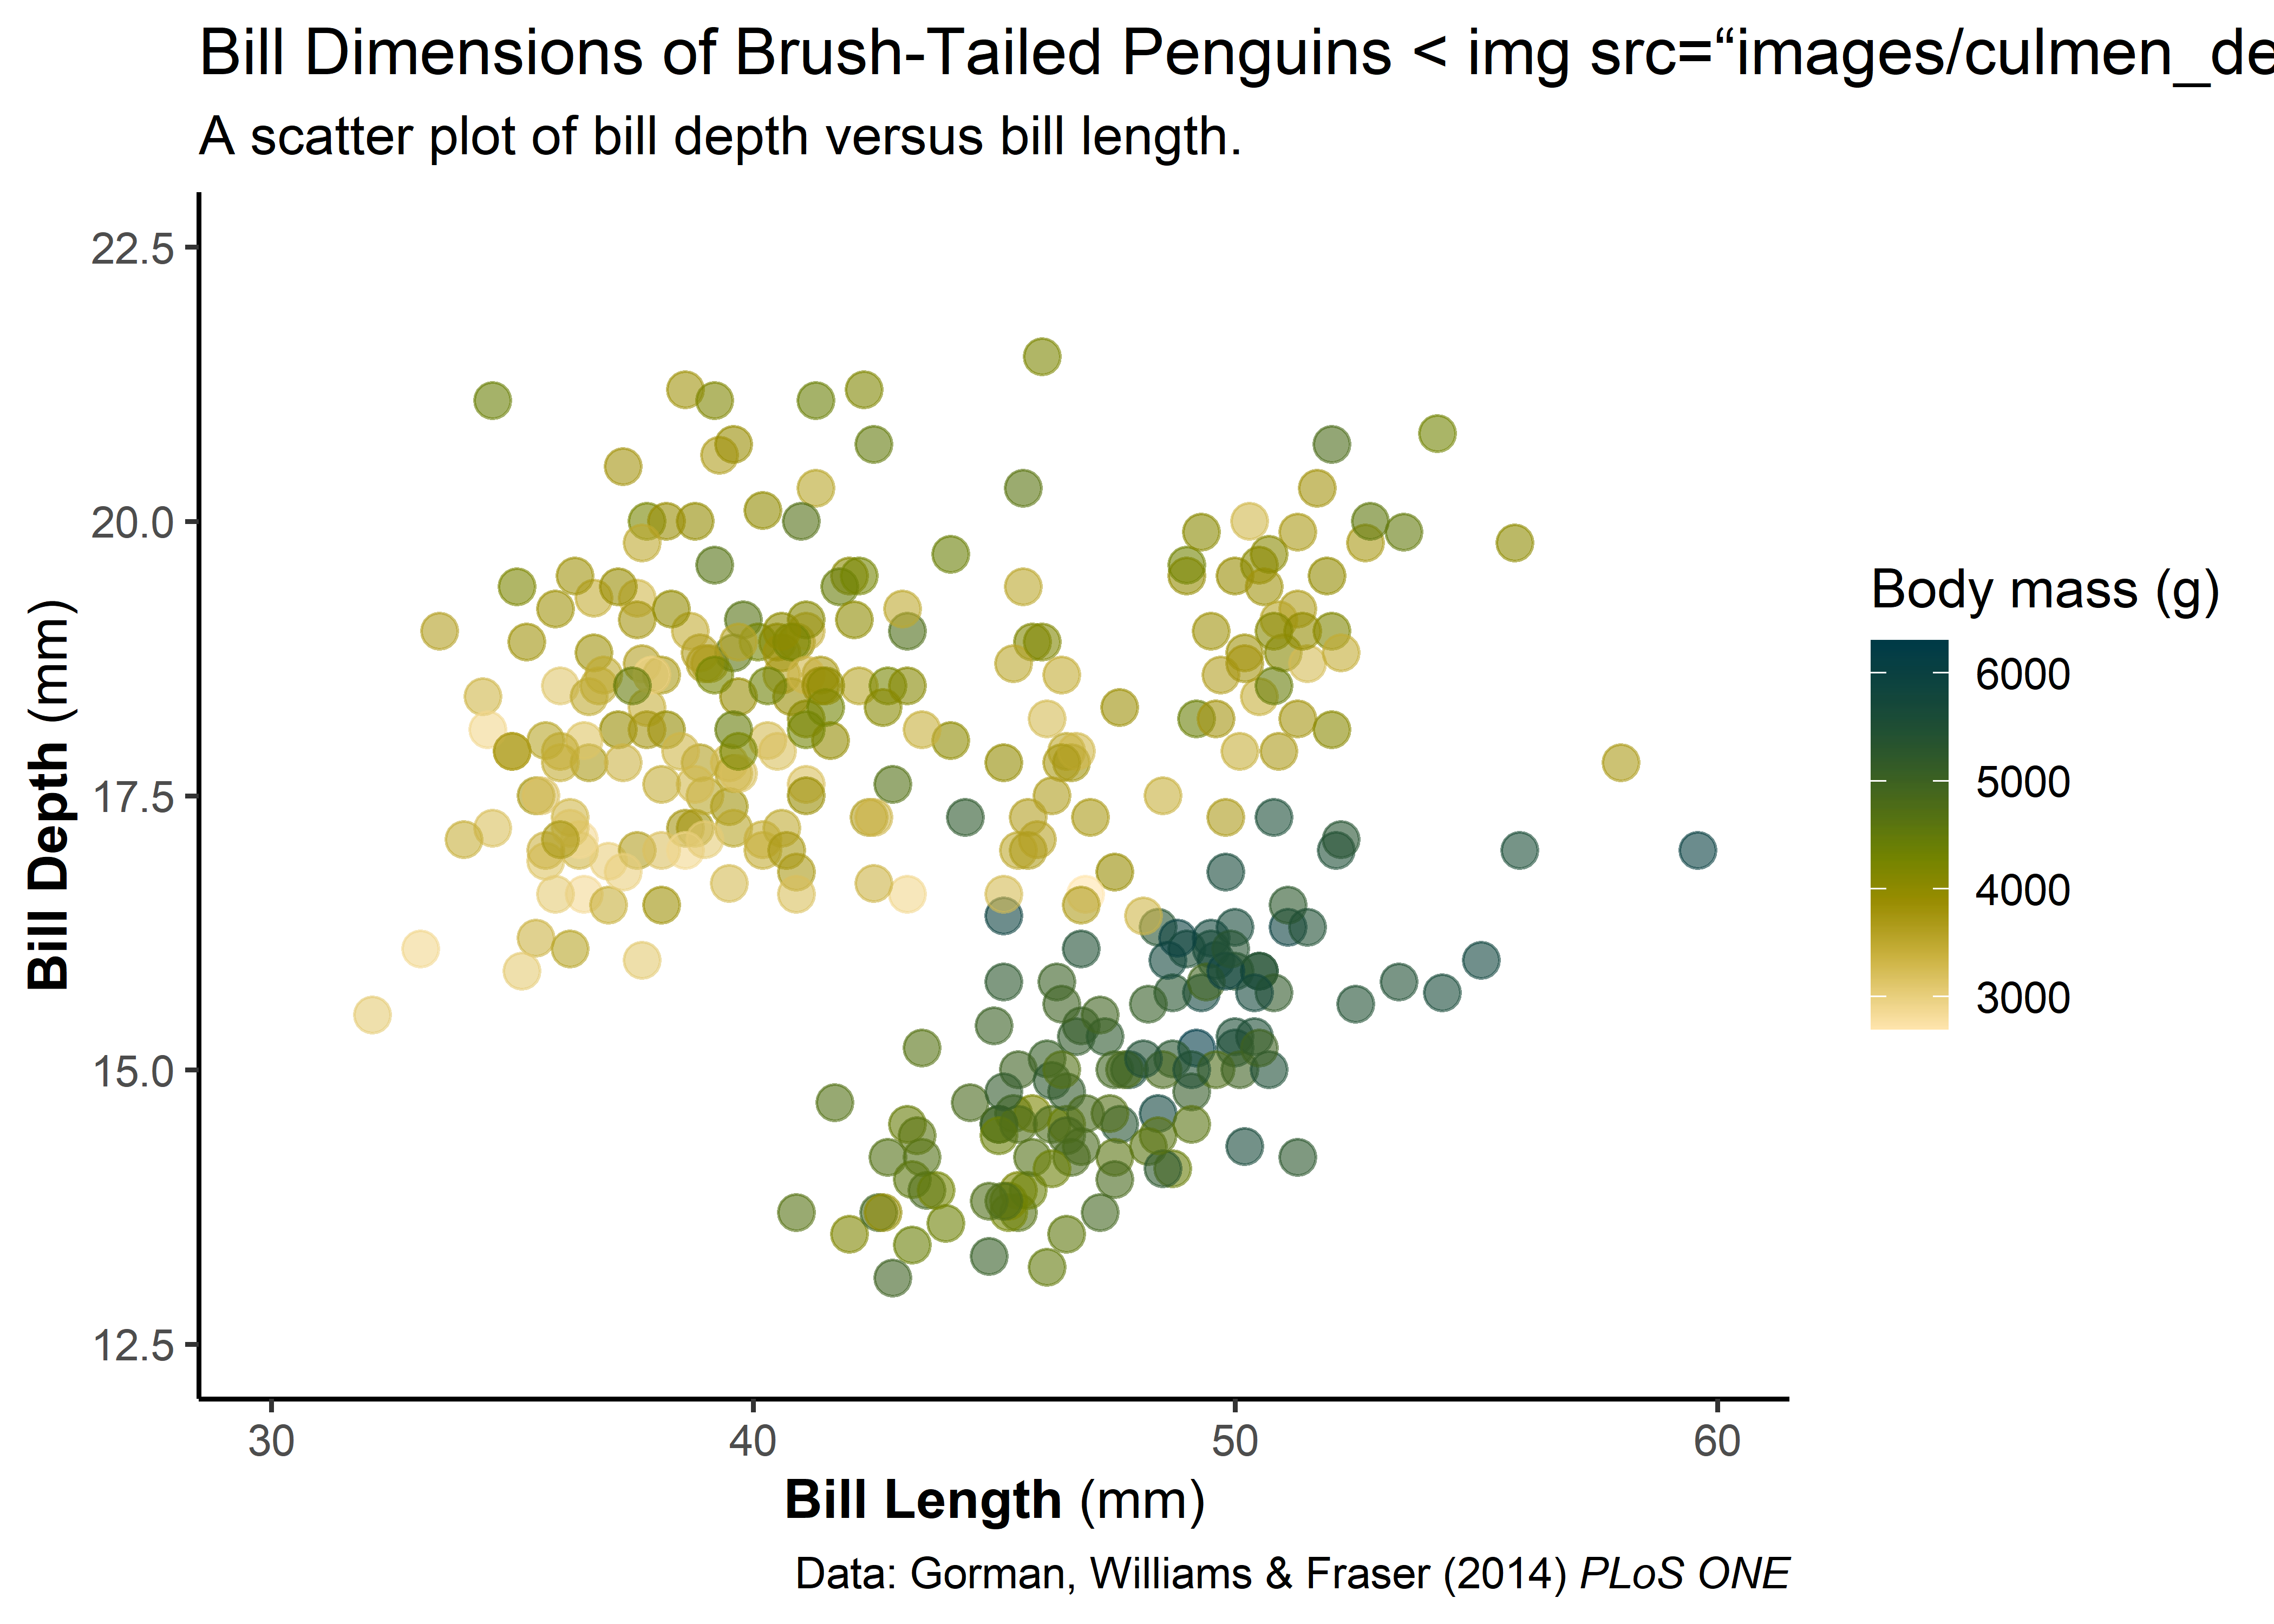 Bill Dimensions of Brush-Tailed Penguins < img src=“images/culmen_de
A scatter plot of bill depth versus bill length.
22.5
20.0
17.5
15.0
12.5
Bill Depth (mm)
30 40 50 60
Bill Length (mm)
Body mass (g)
6000
5000
4000
3000
Data: Gorman, Williams & Fraser (2014) PLoS ONE